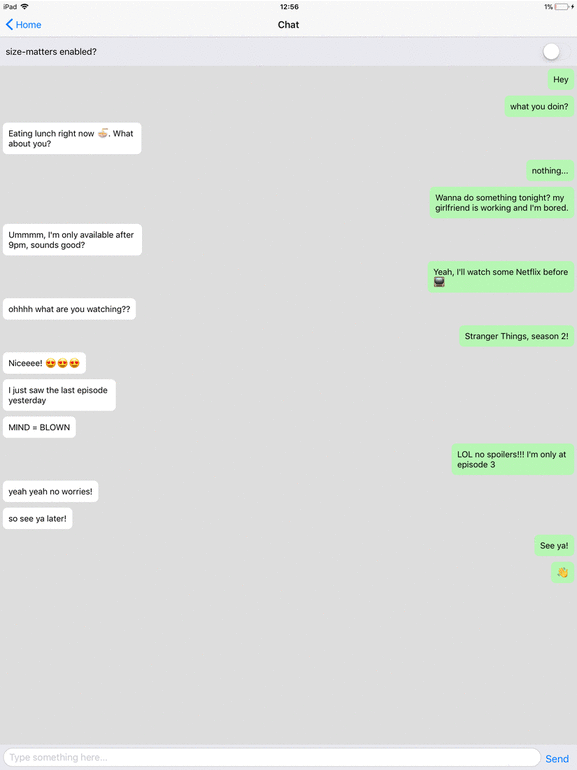 iPad 12:56 1%
Home Chat
size-matters enabled?
Hey
what you doin?
Eating lunch right now 🍜. What
about you?
nothing...
Wanna do something tonight? my
girlfriend is working and I'm bored.
Ummmm, I'm only available after
9pm, sounds good?
Yeah, I'll watch some Netflix before
📺
ohhhh what are you watching??
Stranger Things, season 2!
Niceeee! 😍😍😍
I just saw the last episode
yesterday
MIND = BLOWN
LOL no spoilers!!! I'm only at
episode 3
yeah yeah no worries!
so see ya later!
See ya!
👋
Type something here...
Send